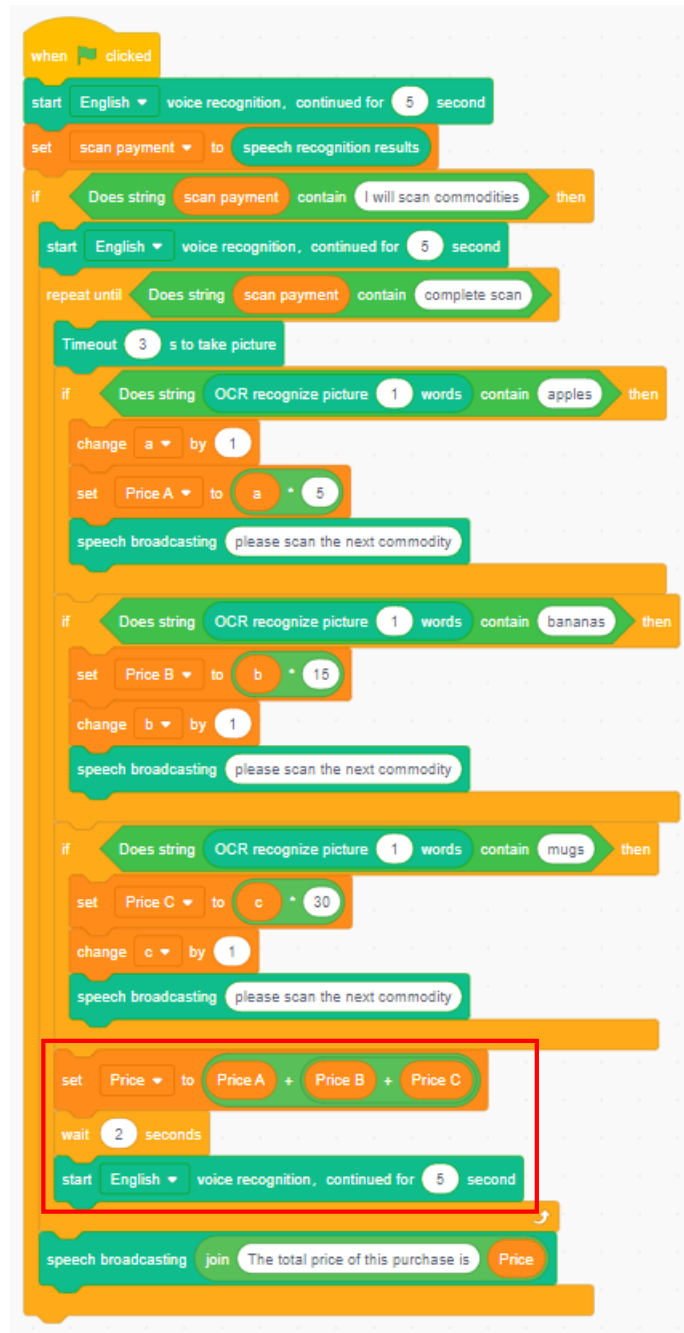 when clicked
start English voice recognition, continued for 5 second
set scan payment to speech recognition results
if Does string scan payment contain I will scan commodities then
start English voice recognition, continued for 5 second
repeat until Does string scan payment contain complete scan
Timeout 3 s to take picture
if Does string OCR recognize picture 1 words contain apples then
change a by 1
set Price A to a * 5
speech broadcasting please scan the next commodity
if Does string OCR recognize picture 1 words contain bananas then
set Price B to b * 15
change b by 1
speech broadcasting please scan the next commodity
if Does string OCR recognize picture 1 words contain mugs then
set Price C to c * 30
change c by 1
speech broadcasting please scan the next commodity
set Price to Price A + Price B + Price C
wait 2 seconds
start English voice recognition, continued for 5 second
speech broadcasting join The total price of this purchase is Price